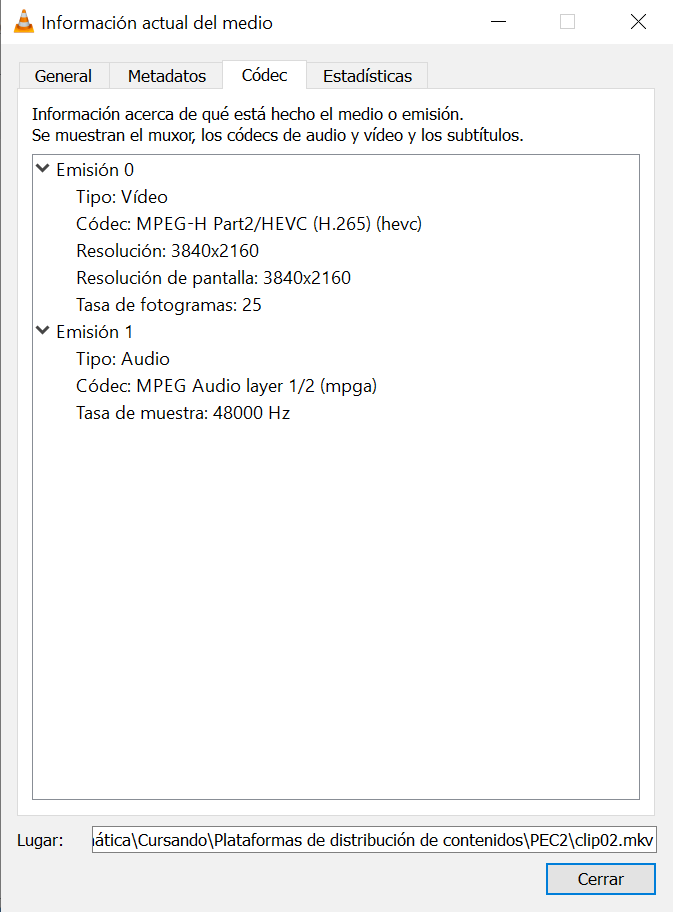 Información actual del medio
General Metadatos Códec Estadísticas
Información acerca de qué está hecho el medio o emisión.
Se muestran el muxor, los códecs de audio y vídeo y los subtítulos.
Emisión 0
Tipo: Vídeo
Códec: MPEG-H Part2/HEVC (H.265) (hevc)
Resolución: 3840x2160
Resolución de pantalla: 3840x2160
Tasa de fotogramas: 25
Emisión 1
Tipo: Audio
Códec: MPEG Audio layer 1/2 (mpga)
Tasa de muestra: 48000 Hz
Lugar: ática\Cursando\Plataformas de distribución de contenidos\PEC2\clip02.mkv
Cerrar